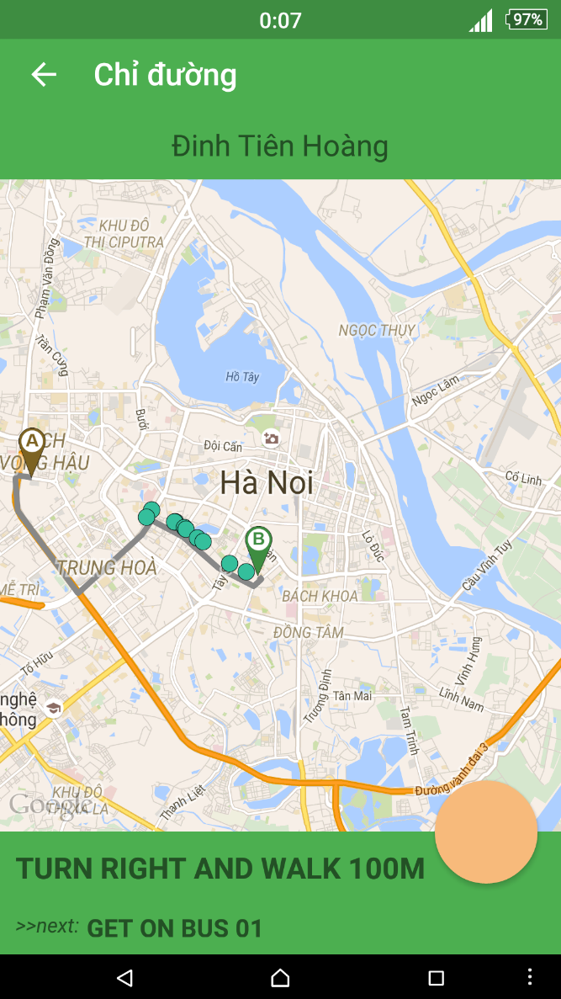 0:07
97%
Chỉ đường
Đinh Tiên Hoàng
KHU ĐÔ
THỊ CIPUTRA
Phạm Văn Đồng
NGỌC THỤY
Trần Cung
Hồ Tây
Ngọc Lâm
Bưởi
A
Đội Cấn
VỌNG HẬU
Cổ Linh
Hà Noi
Lò Đúc
B
Cầu Vĩnh Tuy
TRUNG HOÀ
MỄ TRÌ
Tây
BÁCH KHOA
ĐỒNG TÂM
Tố Hữu
Vĩnh Hưng
nghệ
hông
Trương Định
Tân Mai
Lĩnh Nam
Tam Trinh
Đường vành đai 3
KHU ĐÔ
Google
Thanh Liệt
TURN RIGHT AND WALK 100M
>>next: GET ON BUS 01